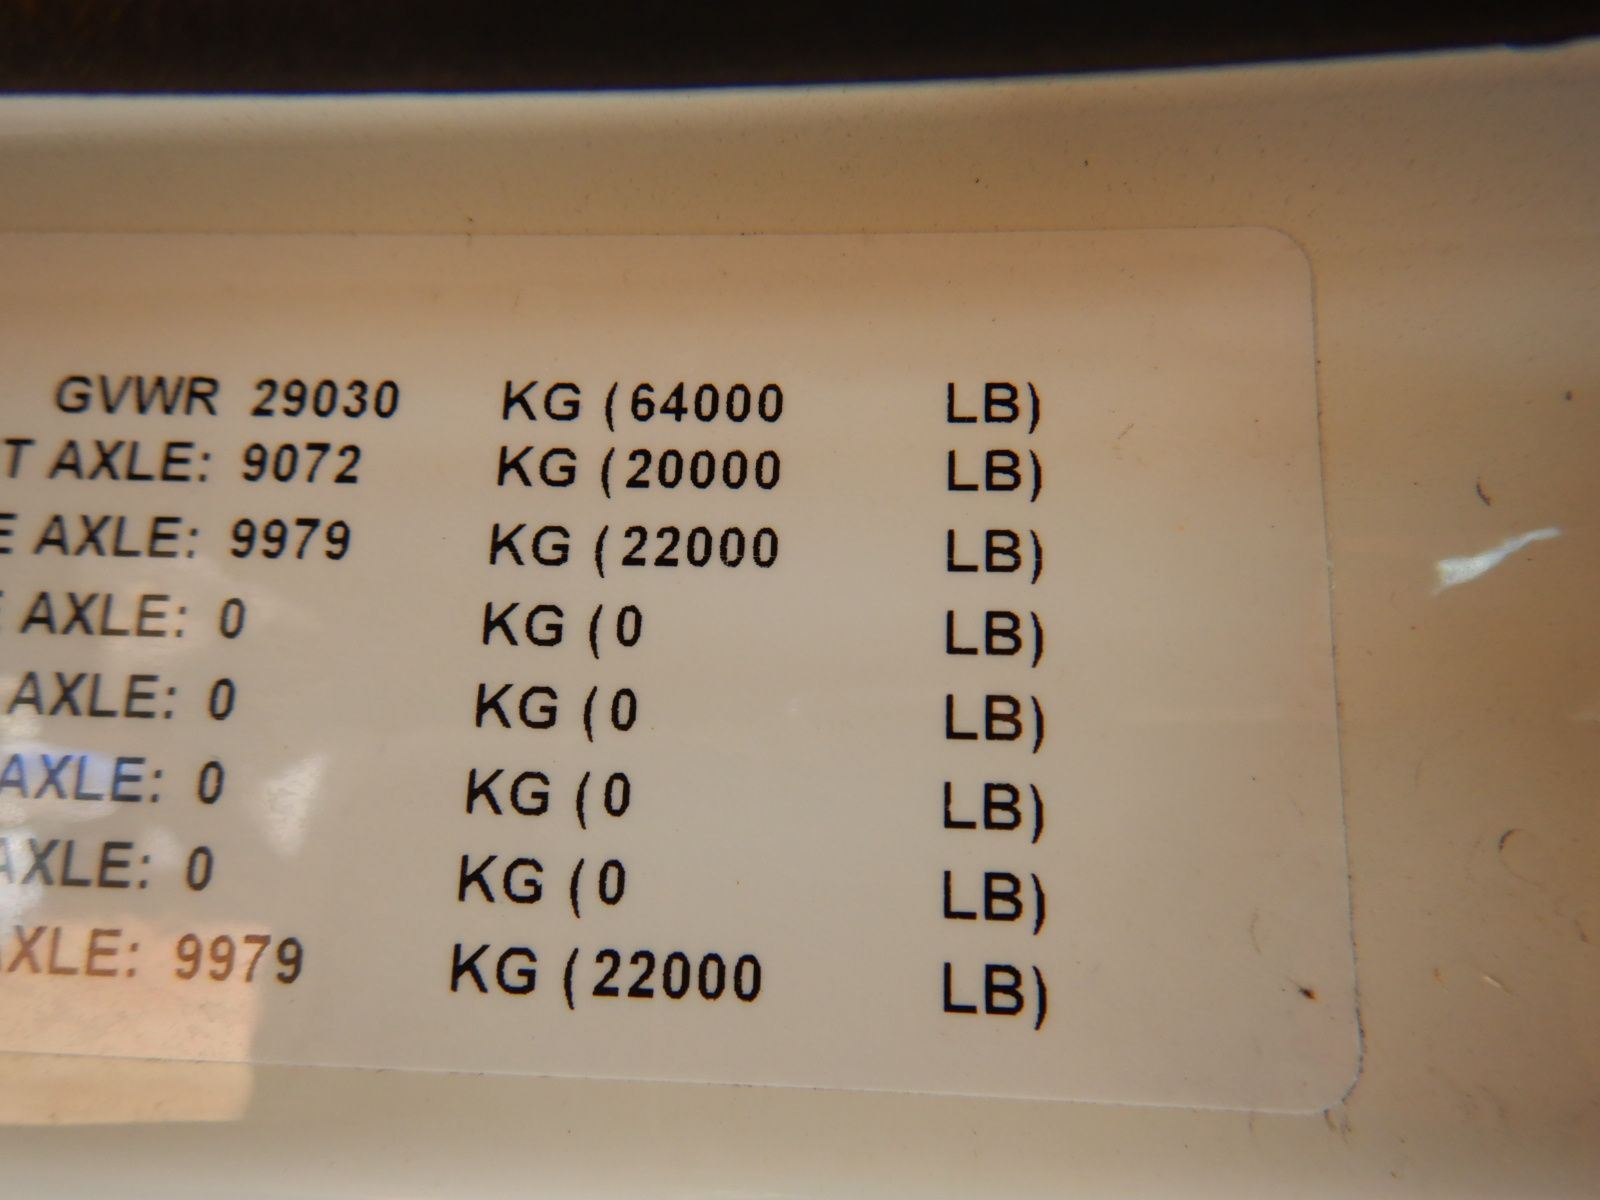 GVWR 29030 KG (64000 LB)
T AXLE: 9072 KG (20000 LB)
E AXLE: 9979 KG (22000 LB)
E AXLE: 0 KG (0 LB)
AXLE: 0 KG (0 LB)
AXLE: 0 KG (0 LB)
AXLE: 0 KG (0 LB)
AXLE: 9979 KG (22000 LB)